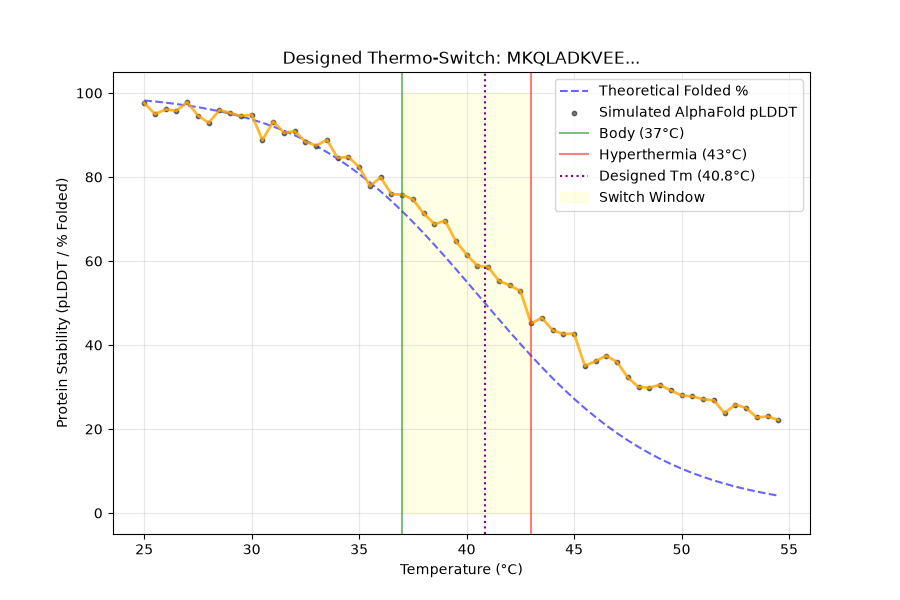 Designed Thermo-Switch: MKQLADKVEE...
Protein Stability (pLDDT / % Folded)
100
80
60
40
20
0
Theoretical Folded %
Simulated AlphaFold pLDDT
Body (37°C)
Hyperthermia (43°C)
Designed Tm (40.8°C)
Switch Window
25 30 35 40 45 50 55
Temperature (°C)